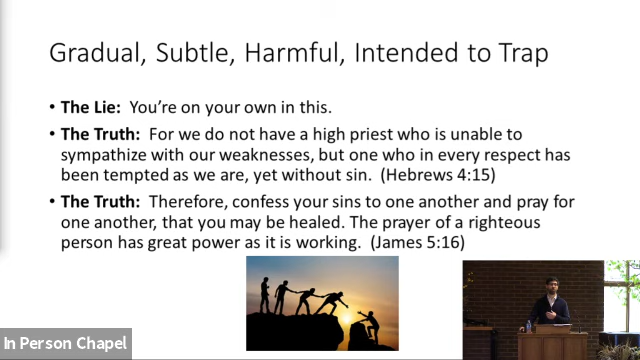 Gradual, Subtle, Harmful, Intended to Trap
• The Lie: You're on your own in this.
• The Truth: For we do not have a high priest who is unable to
sympathize with our weaknesses, but one who in every respect has
been tempted as we are, yet without sin. (Hebrews 4:15)
• The Truth: Therefore, confess your sins to one another and pray for
one another, that you may be healed. The prayer of a righteous
person has great power as it is working. (James 5:16)
In Person Chapel